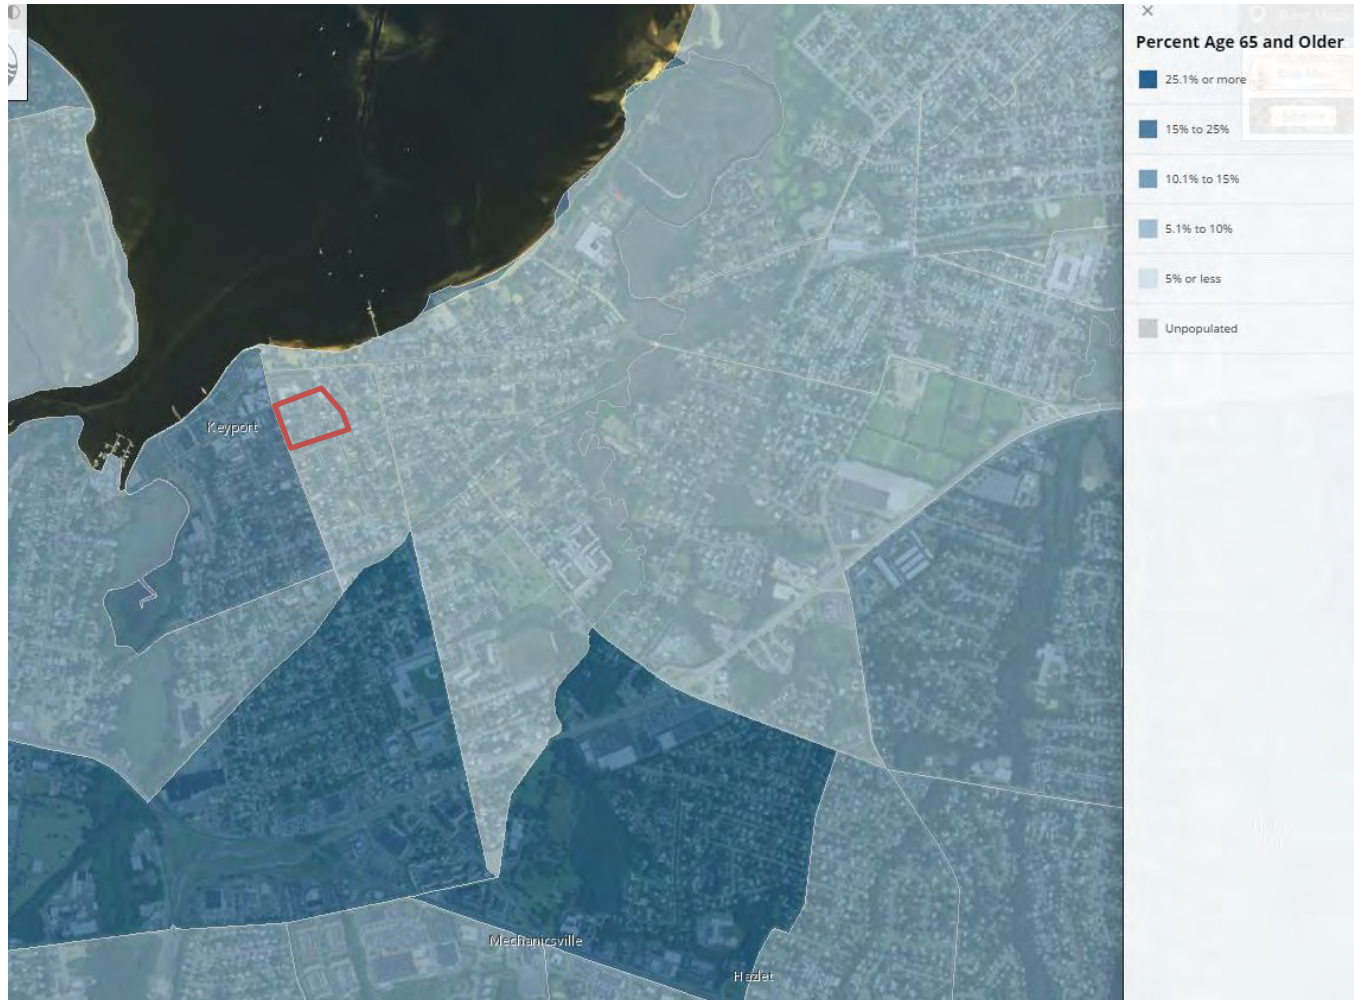 Percent Age 65 and Older
25.1% or more
15% to 25%
10.1% to 15%
5.1% to 10%
5% or less
Unpopulated
Keyport
Mechanicsville
Hazlet